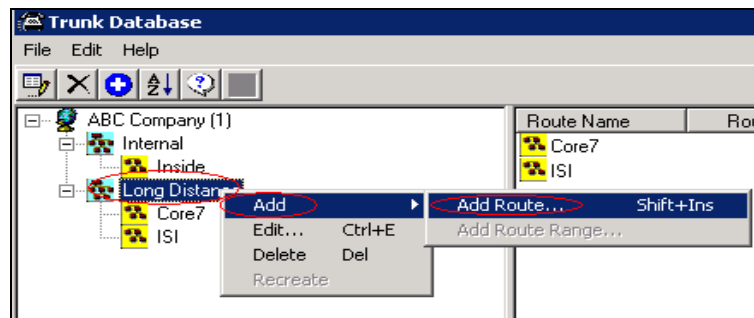 Trunk Database
File Edit Help
ABC Company (1)
Internal
Inside
Long Distance
Core7
ISI
Route Name
Core7
ISI
Add
Edit... Ctrl+E
Delete Del
Recreate
Add Route... Shift+Ins
Add Route Range...